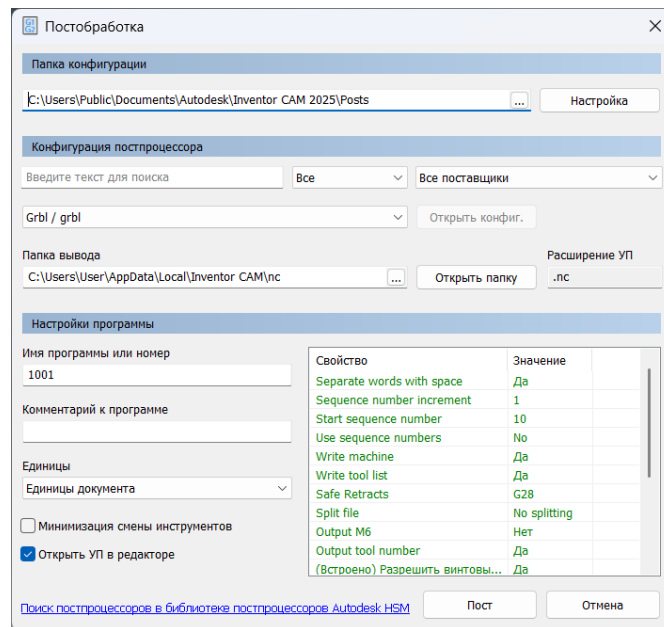 G1
G2
Постобработка
Папка конфигурации
C:\Users\Public\Documents\Autodesk\Inventor CAM 2025\Posts ... Настройка
Конфигурация постпроцессора
Введите текст для поиска Все Все поставщики
Grbl / grbl Открыть конфиг.
Папка вывода Расширение УП
C:\Users\User\AppData\Local\Inventor CAM\nc ... Открыть папку .nc
Настройки программы
Имя программы или номер
1001
Комментарий к программе
Единицы
Единицы документа
Минимизация смены инструментов
Открыть УП в редакторе
Свойство Значение
Separate words with space Да
Sequence number increment 1
Start sequence number 10
Use sequence numbers No
Write machine Да
Write tool list Да
Safe Retracts G28
Split file No splitting
Output M6 Нет
Output tool number Да
(Встроено) Разрешить винтовы... Да
Поиск постпроцессоров в библиотеке постпроцессоров Autodesk HSM Пост Отмена